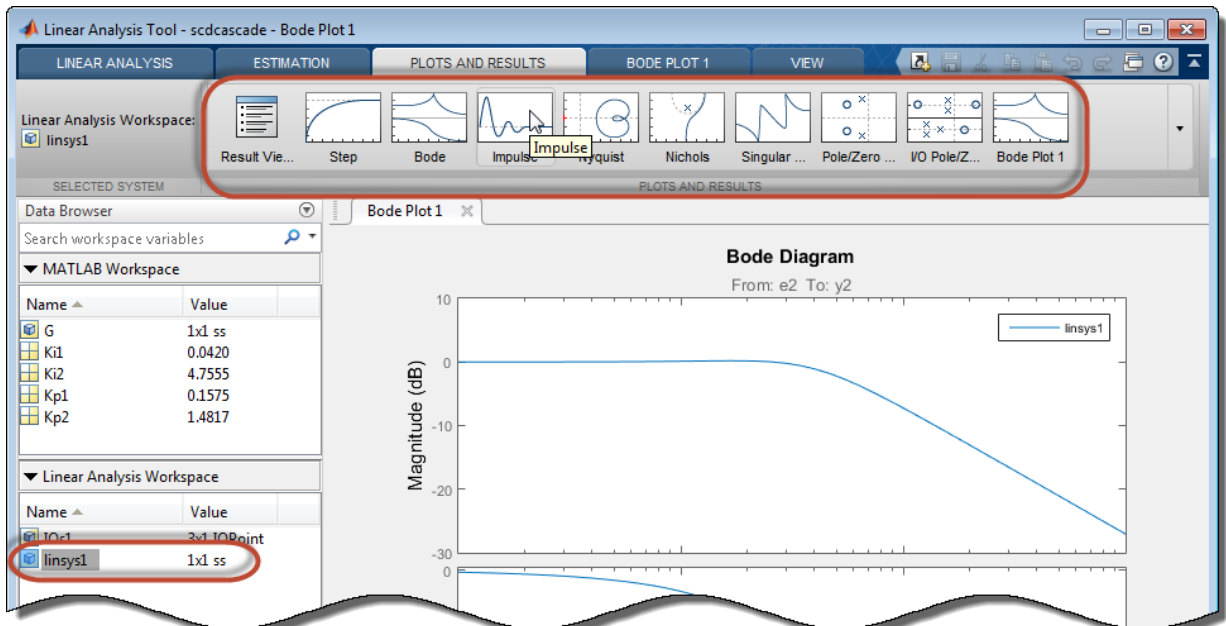 Linear Analysis Tool - scdcascade - Bode Plot 1
LINEAR ANALYSIS ESTIMATION PLOTS AND RESULTS BODE PLOT 1 VIEW
Linear Analysis Workspace:
linsys1
Result Vie... Step Bode Impulse Nyquist Nichols Singular ... Pole/Zero ... I/O Pole/Z... Bode Plot 1
Impulse
SELECTED SYSTEM PLOTS AND RESULTS
Data Browser
Search workspace variables
MATLAB Workspace
Name Value
G 1x1 ss
Ki1 0.0420
Ki2 4.7555
Kp1 0.1575
Kp2 1.4817
Linear Analysis Workspace
Name Value
IOs1 3x1 IOPoint
linsys1 1x1 ss
Bode Plot 1
Bode Diagram
From: e2 To: y2
10
0
-10
-20
-30
0
Magnitude (dB)
linsys1